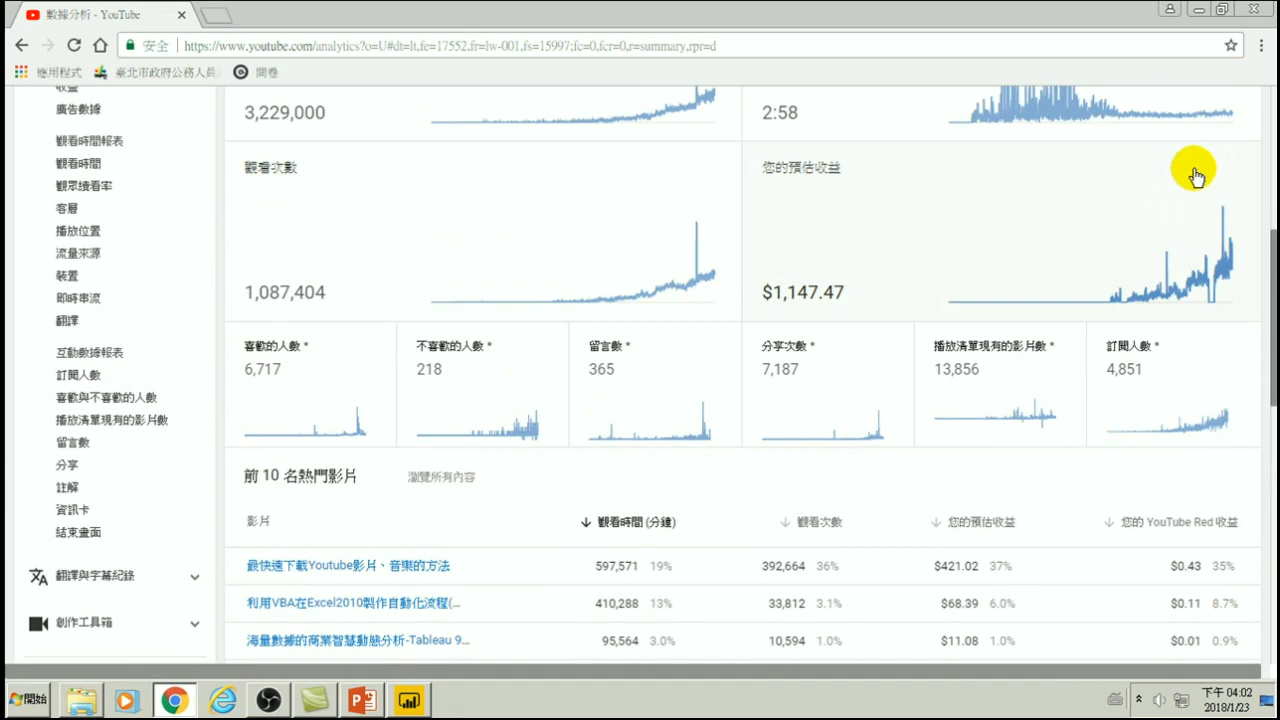 數據分析 - YouTube
安全 https://www.youtube.com/analytics?o=U#dt=lt,fc=17552,fr=lw-001,fs=15997;fc=0,fcr=0,r=summary,rpr=d
應用程式 臺北市政府公務人員 問卷
收益
廣告數據
觀看時間報表
觀看時間
觀眾續看率
客層
播放位置
流量來源
裝置
即時串流
翻譯
互動數據報表
訂閱人數
喜歡與不喜歡的人數
播放清單現有的影片數
留言數
分享
註解
資訊卡
結束畫面
翻譯與字幕紀錄
創作工具箱
3,229,000 2:58
觀看次數 您的預估收益
1,087,404 $1,147.47
喜歡的人數 * 不喜歡的人數 * 留言數 * 分享次數 * 播放清單現有的影片數 * 訂閱人數 *
6,717 218 365 7,187 13,856 4,851
前 10 名熱門影片 瀏覽所有內容
影片 觀看時間 (分鐘) 觀看次數 您的預估收益 您的 YouTube Red 收益
最快速下載Youtube影片、音樂的方法 597,571 19% 392,664 36% $421.02 37% $0.43 35%
利用VBA在Excel2010製作自動化流程(... 410,288 13% 33,812 3.1% $68.39 6.0% $0.11 8.7%
海量數據的商業智慧動態分析-Tableau 9... 95,564 3.0% 10,594 1.0% $11.08 1.0% $0.01 0.9%
開始 下午 04:02
2018/1/23